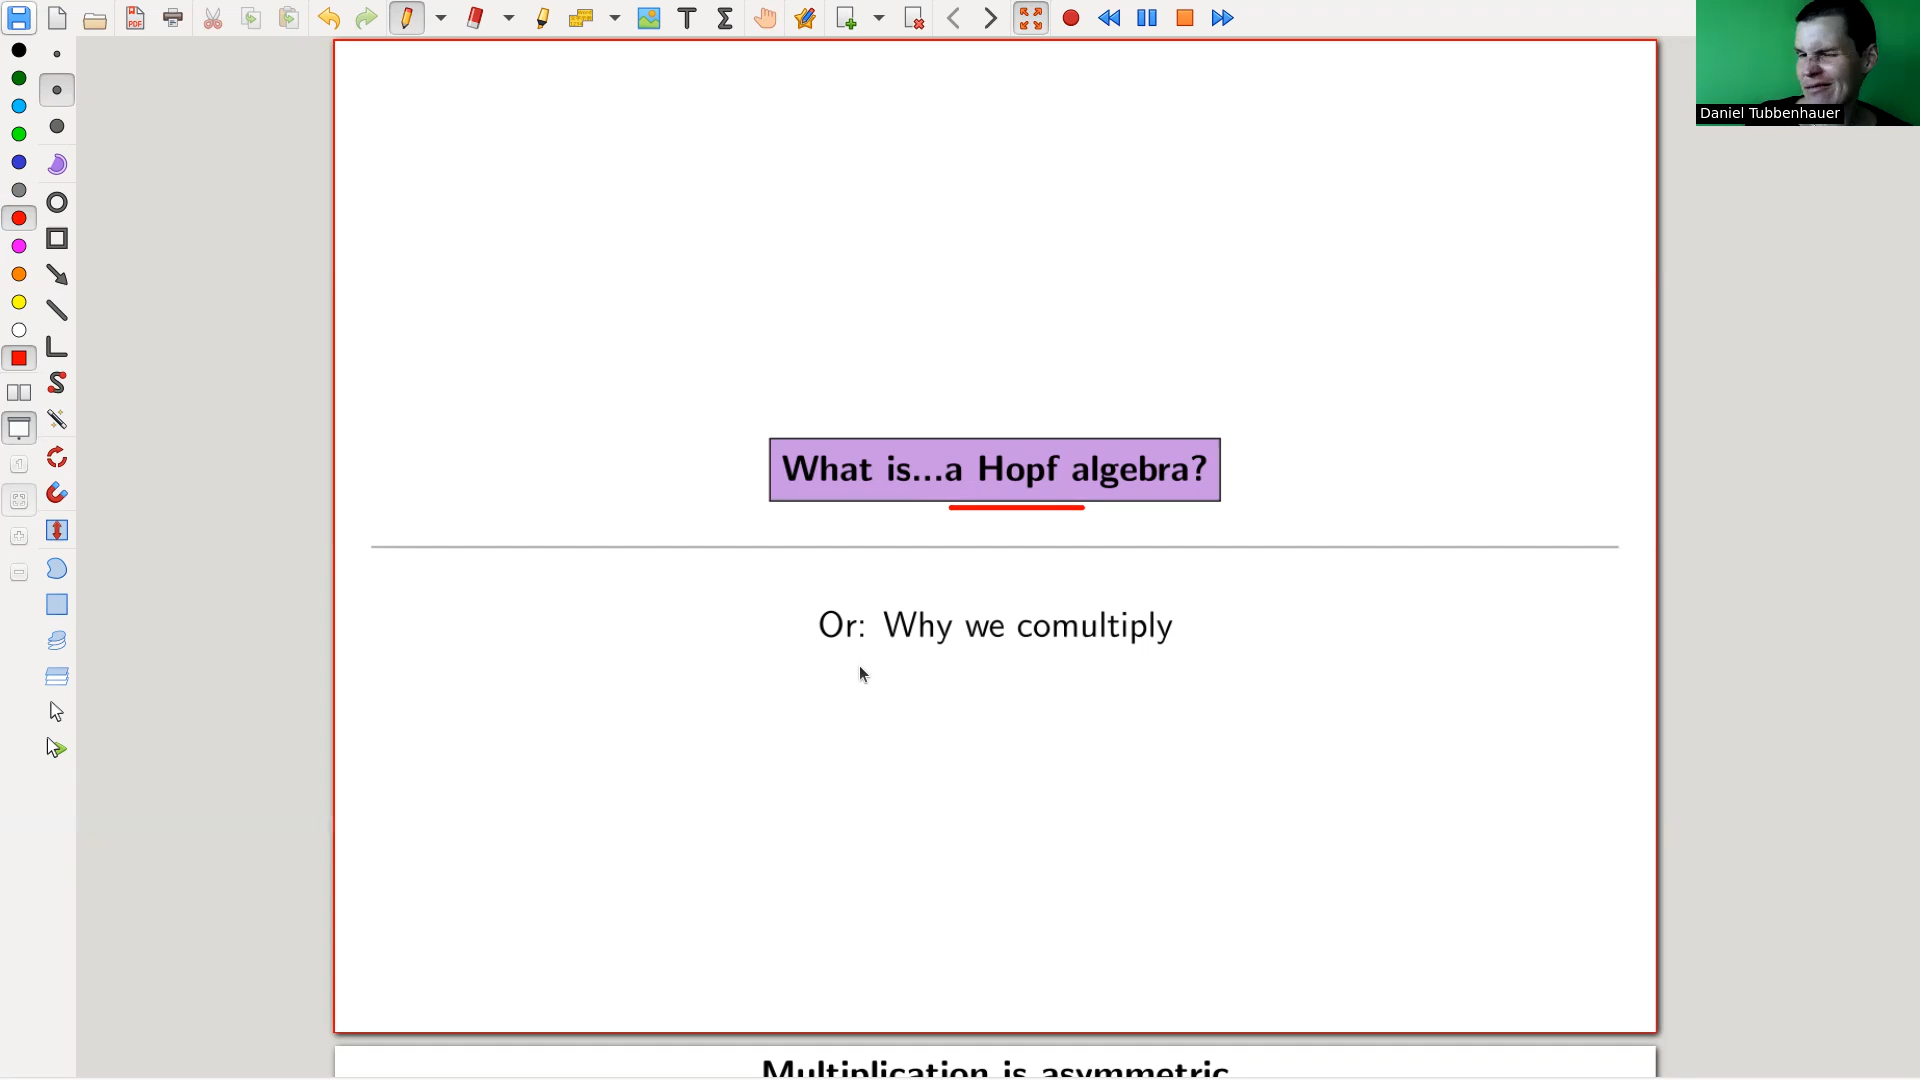 Daniel Tubbenhauer
What is...a Hopf algebra?
Or: Why we comultiply
Multiplication is asymmetric